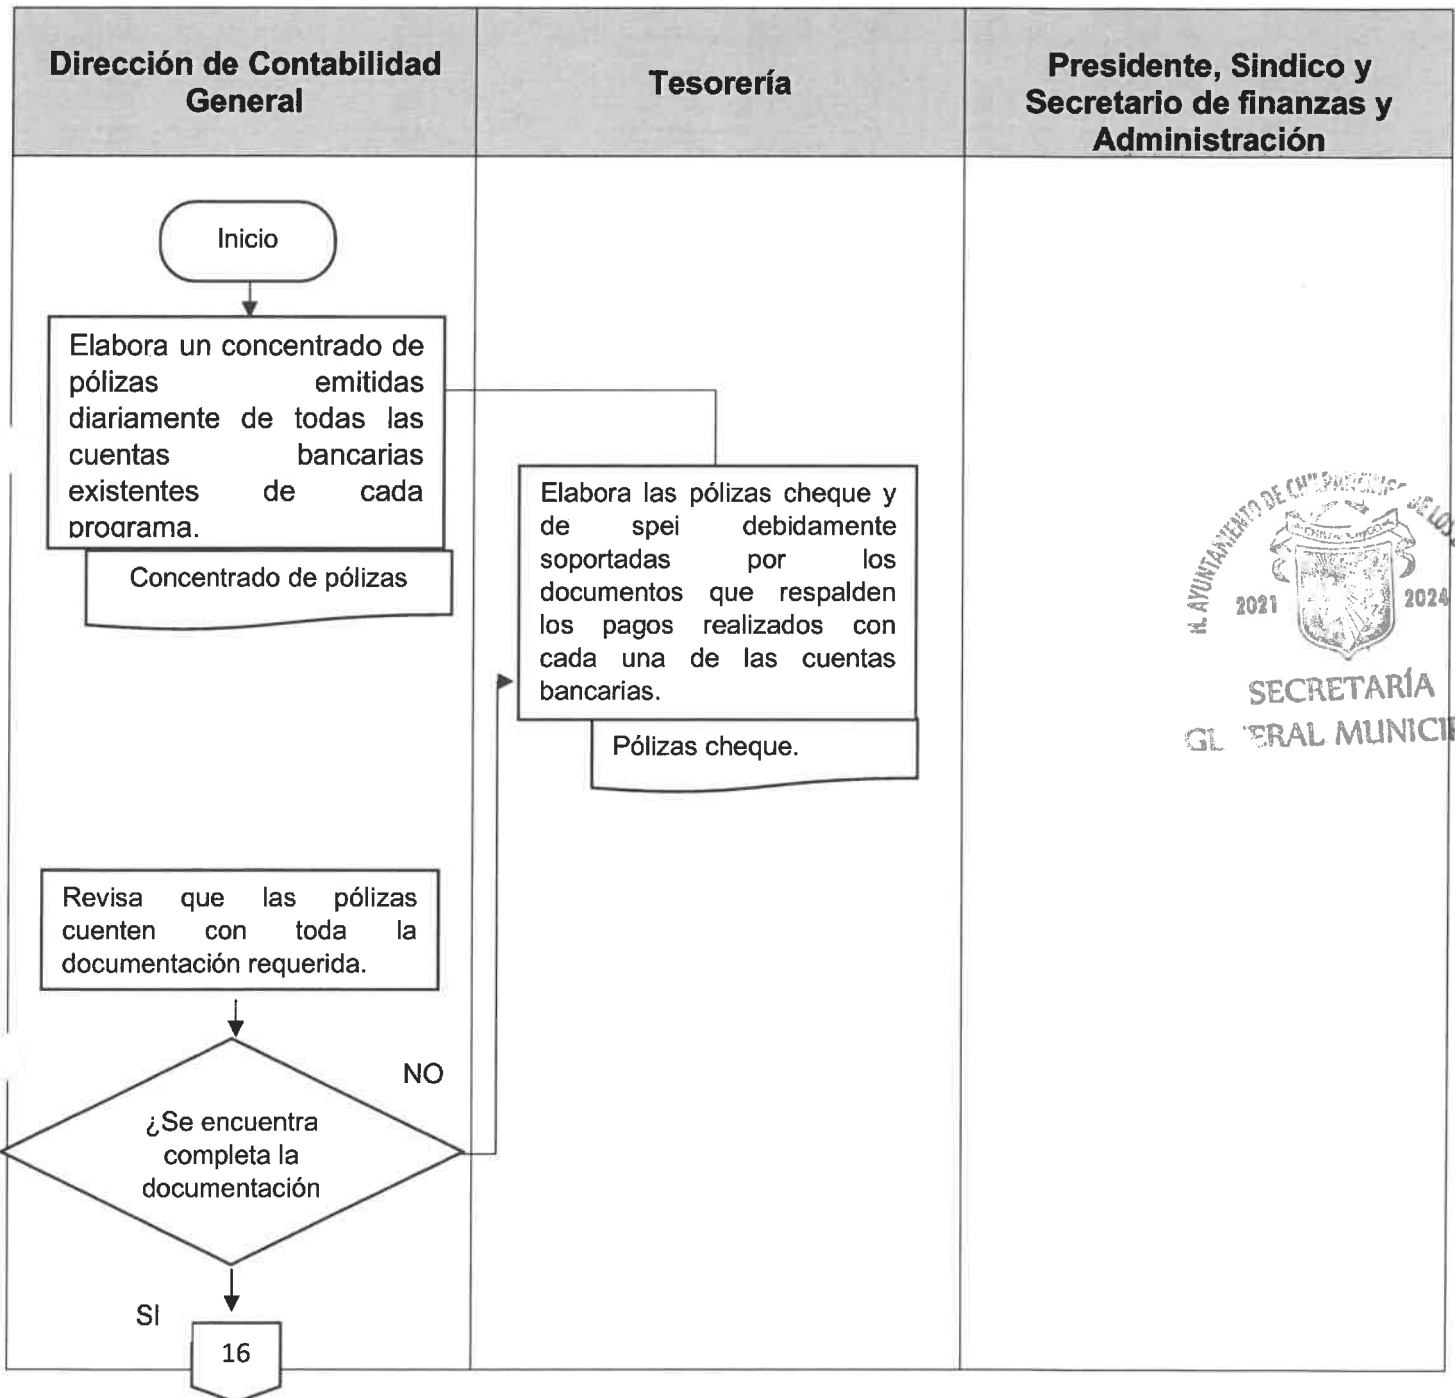 Dirección de Contabilidad
General
Tesorería
Presidente, Sindico y
Secretario de finanzas y
Administración
Inicio
Elabora un concentrado de
pólizas emitidas
diariamente de todas las
cuentas bancarias
existentes de cada
programa.
Concentrado de pólizas
Elabora las pólizas cheque y
de spei debidamente
soportadas por los
documentos que respalden
los pagos realizados con
cada una de las cuentas
bancarias.
Pólizas cheque.
H. AYUNTAMIENTO DE
2021
2024
SECRETARÍA
Revisa que las pólizas
cuenten con toda la
documentación requerida.
¿Se encuentra
completa la
documentación
NO
SI
16